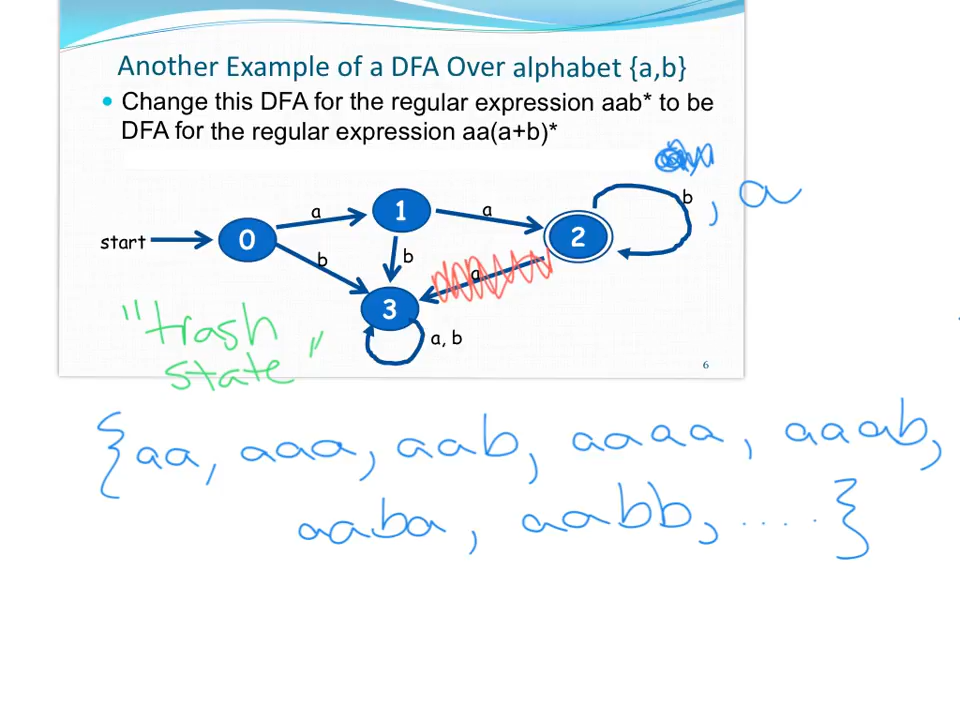 Another Example of a DFA Over alphabet {a,b}
• Change this DFA for the regular expression aab* to be
DFA for the regular expression aa(a+b)*
b
, a
a
1
a
start
0
2
b
b
a
3
"trash
state"
a, b
6
{aa, aaa, aab, aaaa, aaab,
aaba, aabb, ....}